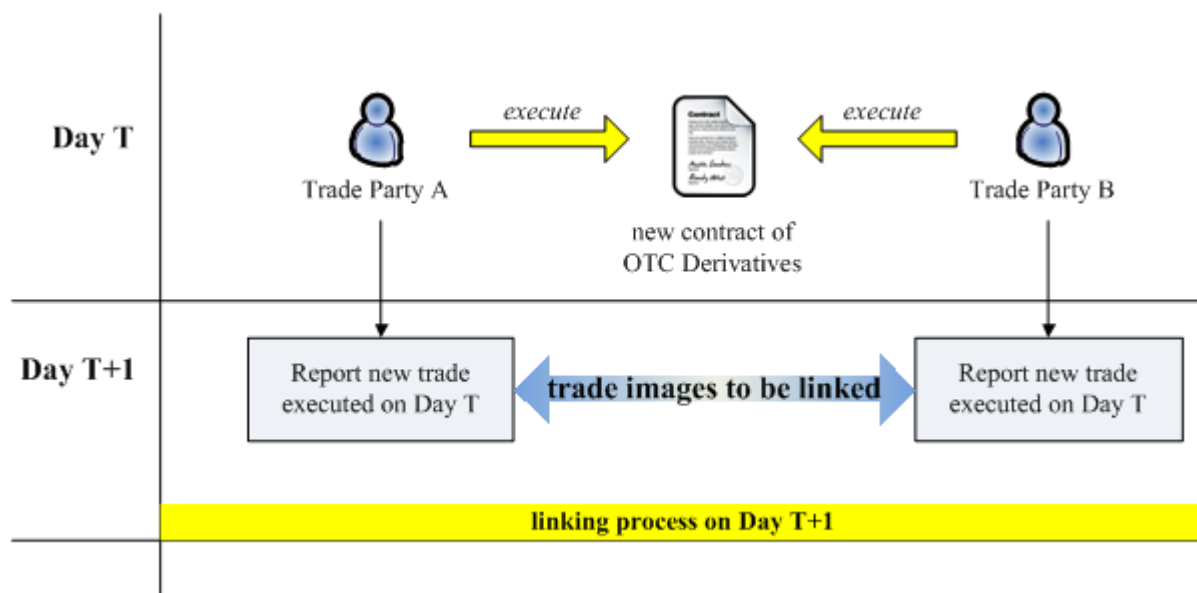 Day T
execute
execute
Contract
Trade Party A
Trade Party B
new contract of
OTC Derivatives
Day T+1
Report new trade
executed on Day T
trade images to be linked
Report new trade
executed on Day T
linking process on Day T+1